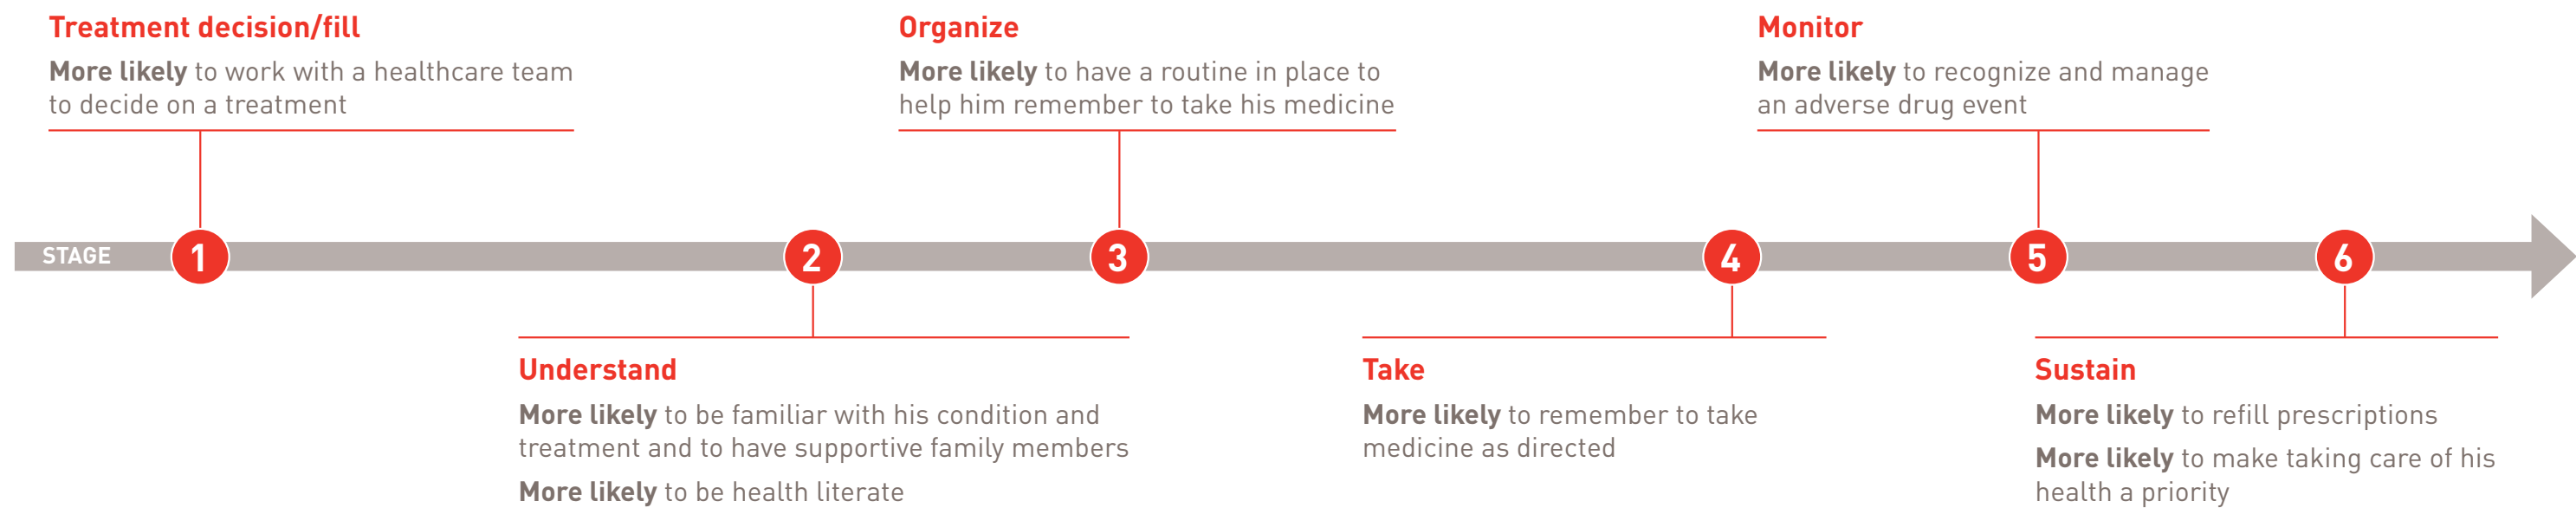 Treatment decision/fill
More likely to work with a healthcare team
to decide on a treatment
Organize
More likely to have a routine in place to
help him remember to take his medicine
Monitor
More likely to recognize and manage
an adverse drug event
STAGE
1
2
3
4
5
6
Understand
More likely to be familiar with his condition and
treatment and to have supportive family members
More likely to be health literate
Take
More likely to remember to take
medicine as directed
Sustain
More likely to refill prescriptions
More likely to make taking care of his
health a priority